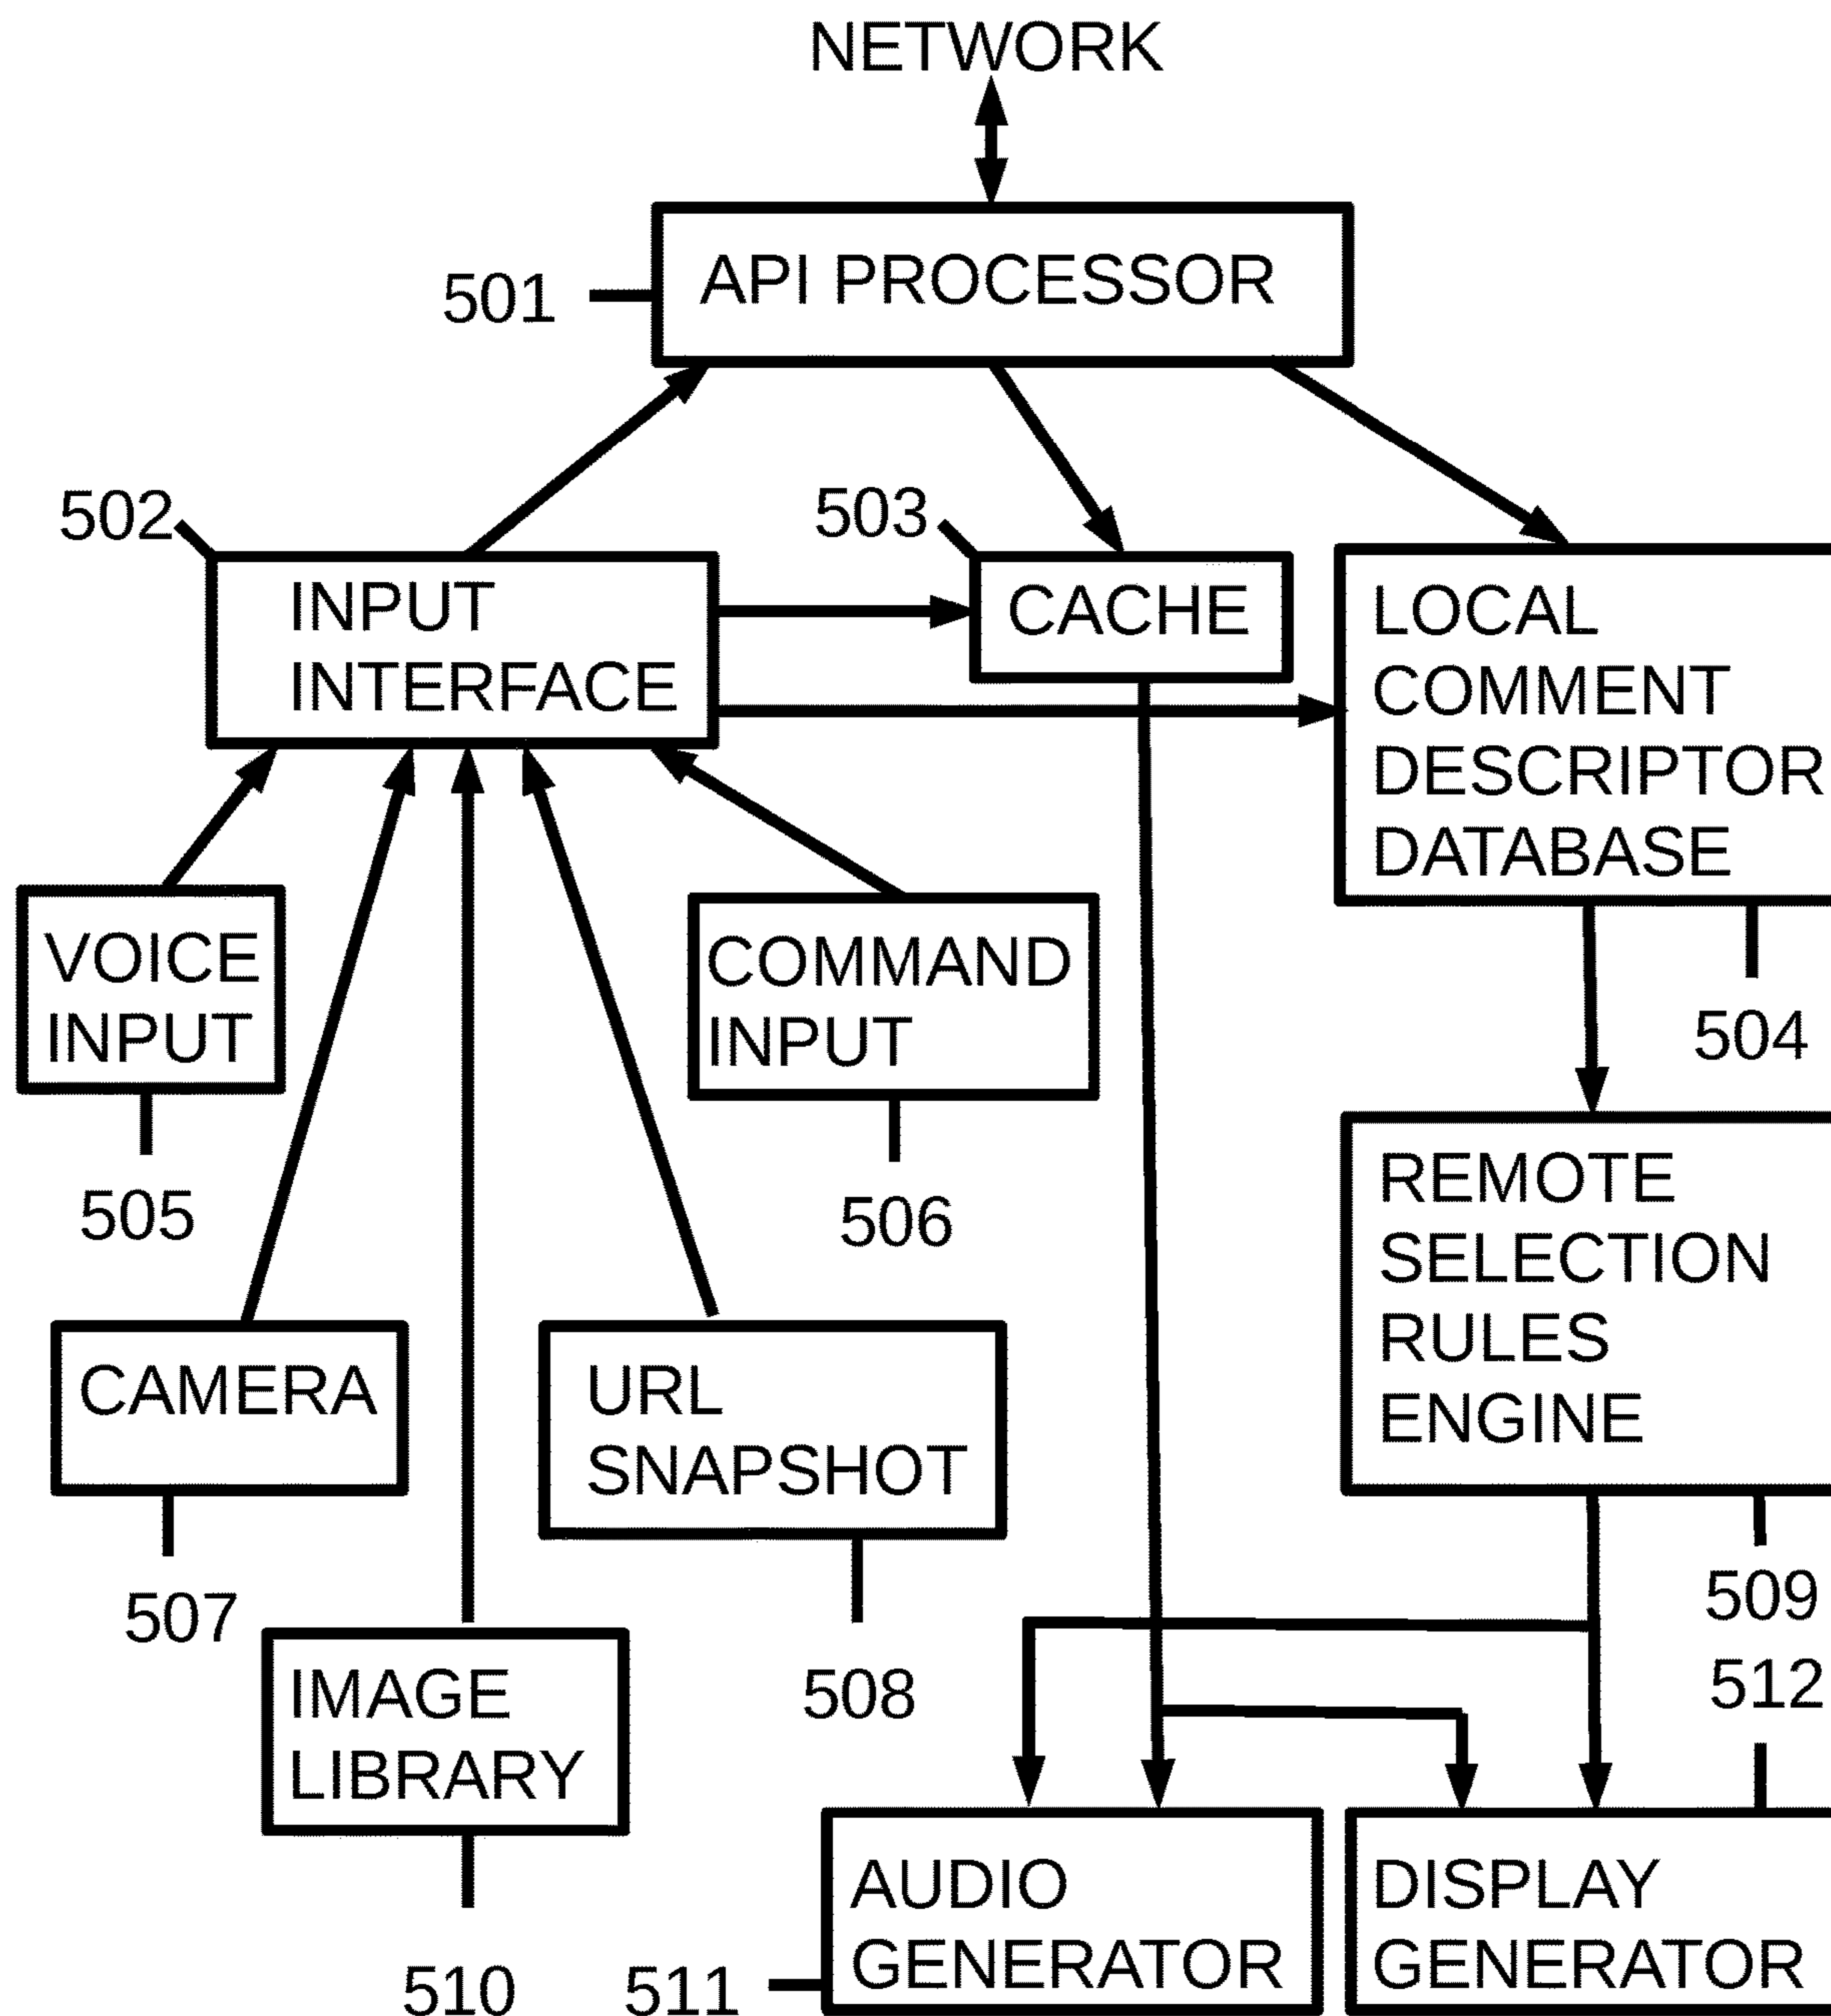 NETWORK
501
API PROCESSOR
502
INPUT
INTERFACE
503
CACHE
LOCAL
COMMENT
DESCRIPTOR
DATABASE
504
VOICE
INPUT
505
COMMAND
INPUT
506
REMOTE
SELECTION
RULES
ENGINE
509
CAMERA
507
URL
SNAPSHOT
508
IMAGE
LIBRARY
510
511
AUDIO
GENERATOR
512
DISPLAY
GENERATOR